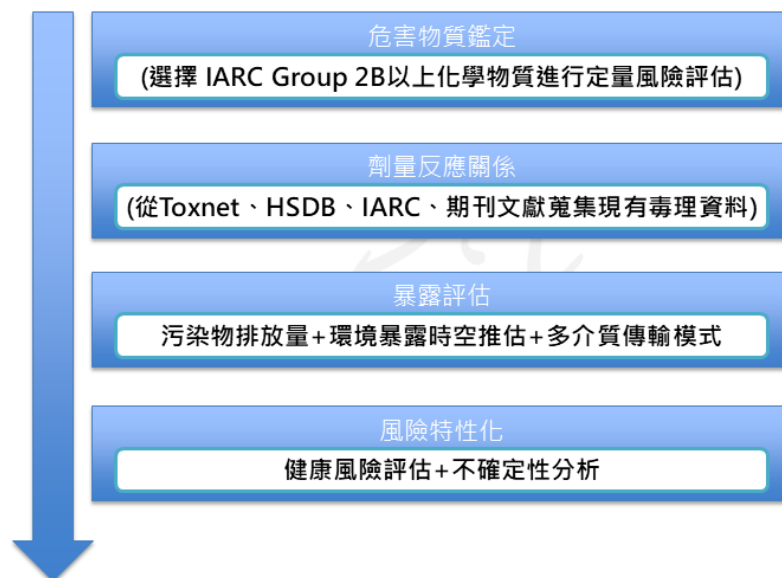 危害物質鑑定
(選擇 IARC Group 2B以上化學物質進行定量風險評估)
劑量反應關係
(從Toxnet、HSDB、IARC、期刊文獻蒐集現有毒理資料)
暴露評估
污染物排放量+環境暴露時空推估+多介質傳輸模式
風險特性化
健康風險評估+不確定性分析